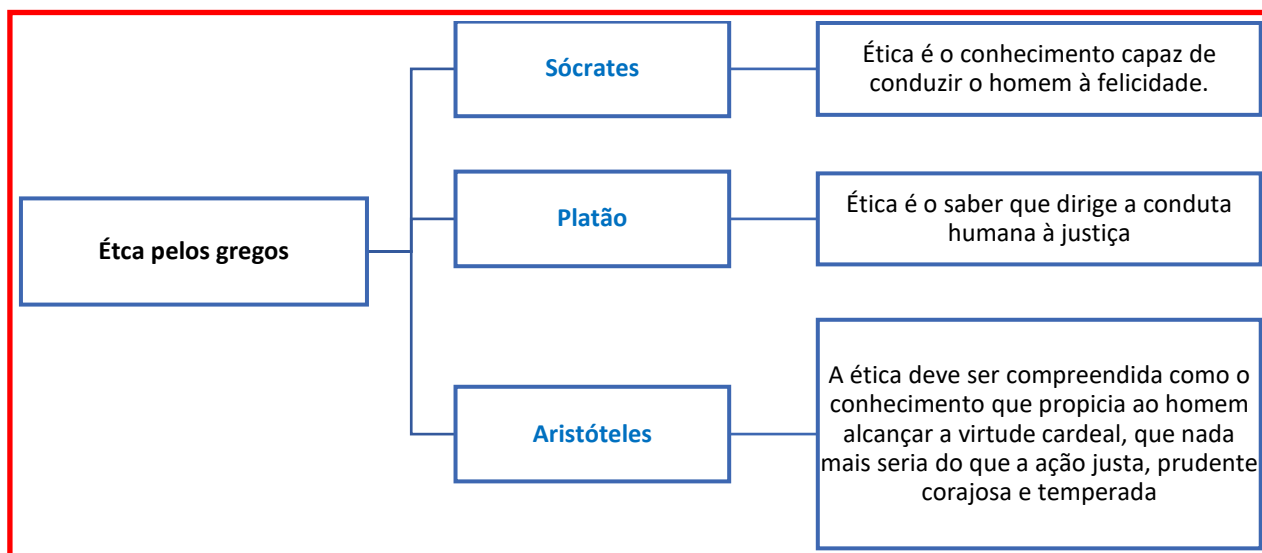 Étca pelos gregos
Sócrates
Ética é o conhecimento capaz de
conduzir o homem à felicidade.
Platão
Ética é o saber que dirige a conduta
humana à justiça
Aristóteles
A ética deve ser compreendida como o
conhecimento que propicia ao homem
alcançar a virtude cardeal, que nada
mais seria do que a ação justa, prudente
corajosa e temperada